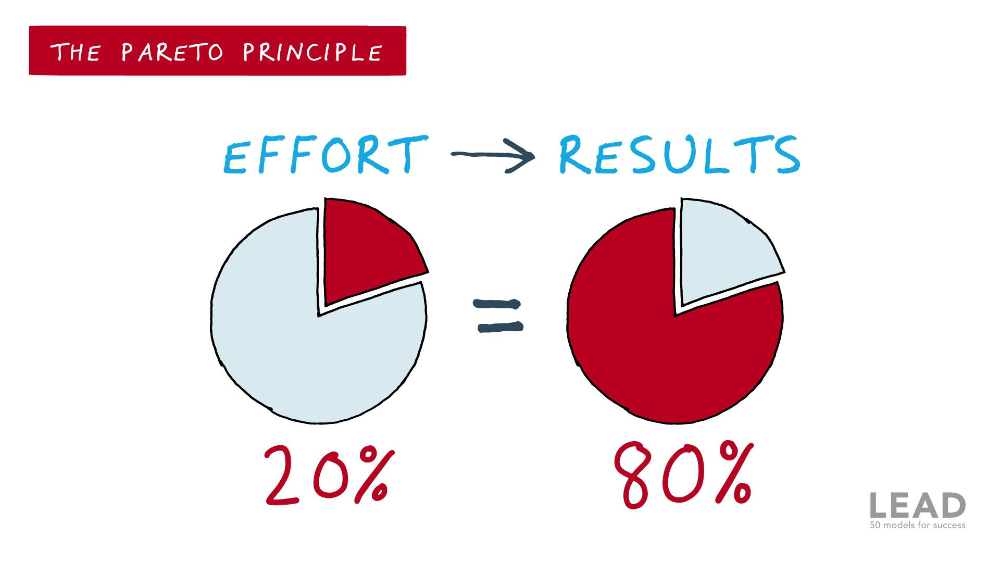 THE PARETO PRINCIPLE
EFFORT → RESULTS
=
20% 80%
LEAD
50 models for success